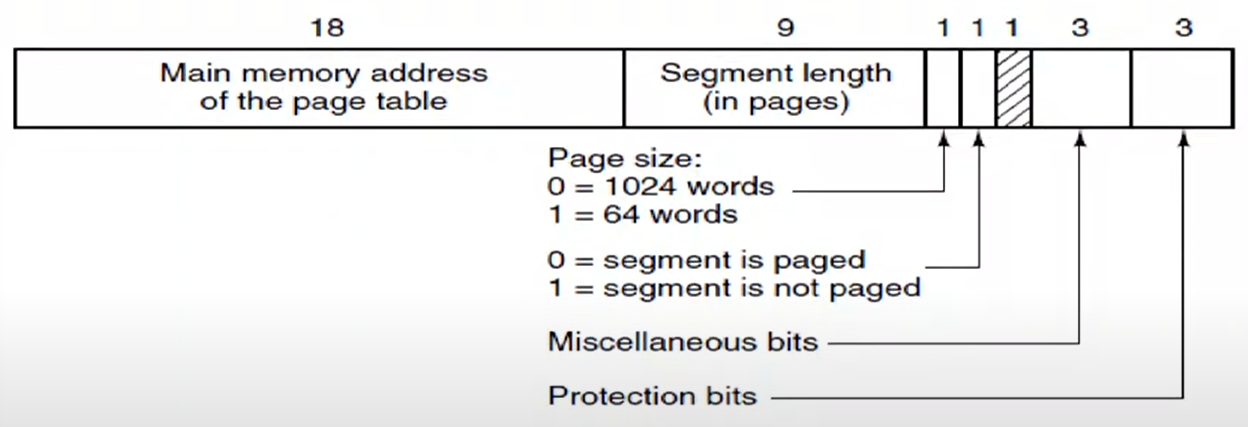 18 9 1 1 1 3 3
Main memory address
of the page table
Segment length
(in pages)
Page size:
0 = 1024 words
1 = 64 words
0 = segment is paged
1 = segment is not paged
Miscellaneous bits
Protection bits